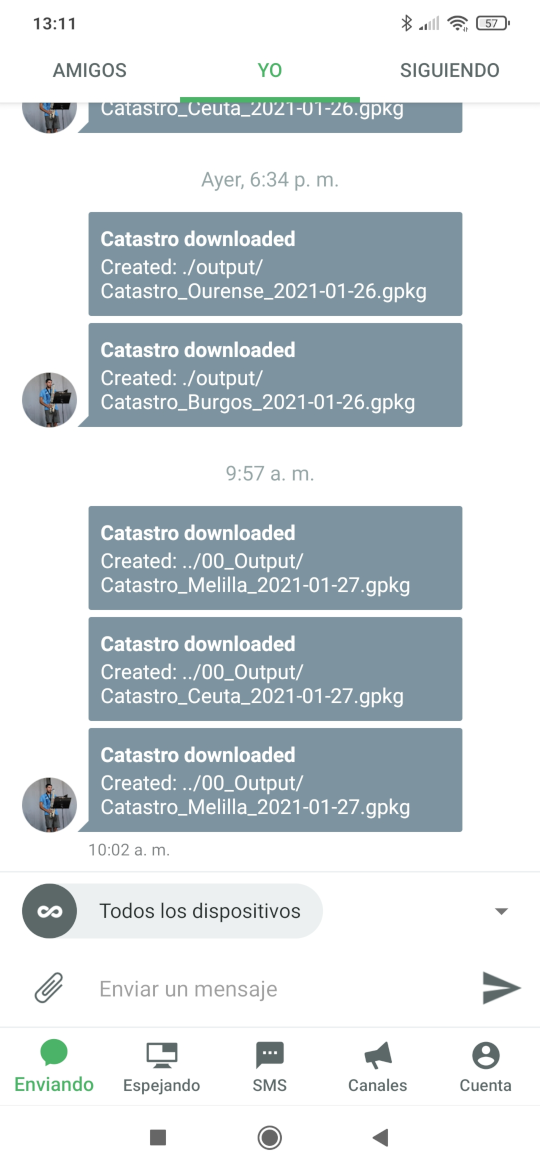 13:11
57
AMIGOS
YO
SIGUIENDO
Catastro_Ceuta_2021-01-26.gpkg
Ayer, 6:34 p. m.
Catastro downloaded
Created: ./output/
Catastro_Ourense_2021-01-26.gpkg
Catastro downloaded
Created: ./output/
Catastro_Burgos_2021-01-26.gpkg
9:57 a. m.
Catastro downloaded
Created: ../00_Output/
Catastro_Melilla_2021-01-27.gpkg
Catastro downloaded
Created: ../00_Output/
Catastro_Ceuta_2021-01-27.gpkg
Catastro downloaded
Created: ../00_Output/
Catastro_Melilla_2021-01-27.gpkg
10:02 a. m.
Todos los dispositivos
Enviar un mensaje
Enviando
Espejando
SMS
Canales
Cuenta